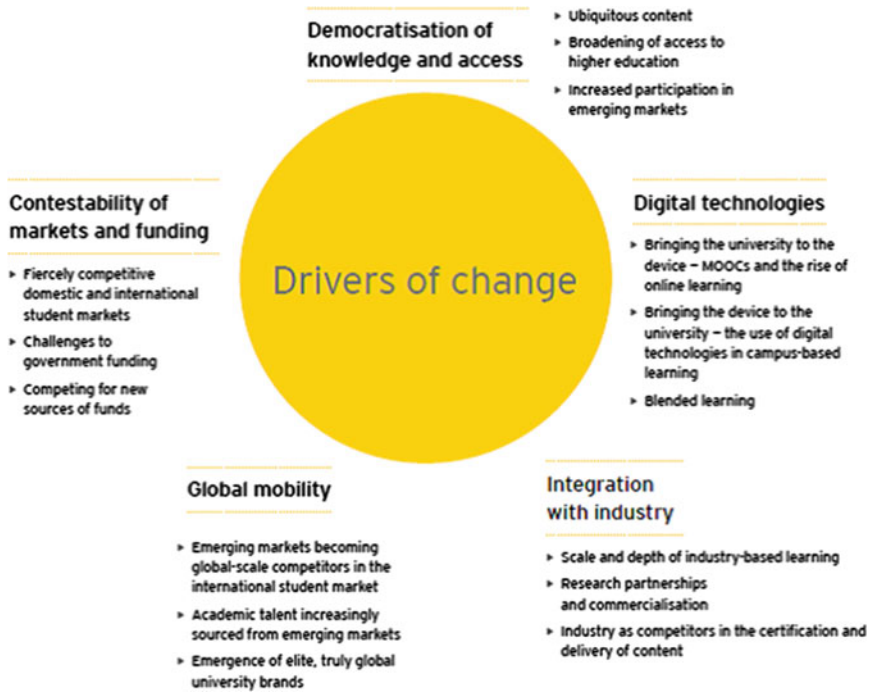 Democratisation of
knowledge and access
▸ Ubiquitous content
▸ Broadening of access to
higher education
▸ Increased participation in
emerging markets
Contestability of
markets and funding
▸ Fiercely competitive
domestic and international
student markets
▸ Challenges to
government funding
▸ Competing for new
sources of funds
Drivers of change
Digital technologies
▸ Bringing the university to the
device – MOOCs and the rise of
online learning
▸ Bringing the device to the
university – the use of digital
technologies in campus-based
learning
▸ Blended learning
Global mobility
▸ Emerging markets becoming
global-scale competitors in the
international student market
▸ Academic talent increasingly
sourced from emerging markets
▸ Emergence of elite, truly global
university brands
Integration
with industry
▸ Scale and depth of industry-based learning
▸ Research partnerships
and commercialisation
▸ Industry as competitors in the certification and
delivery of content